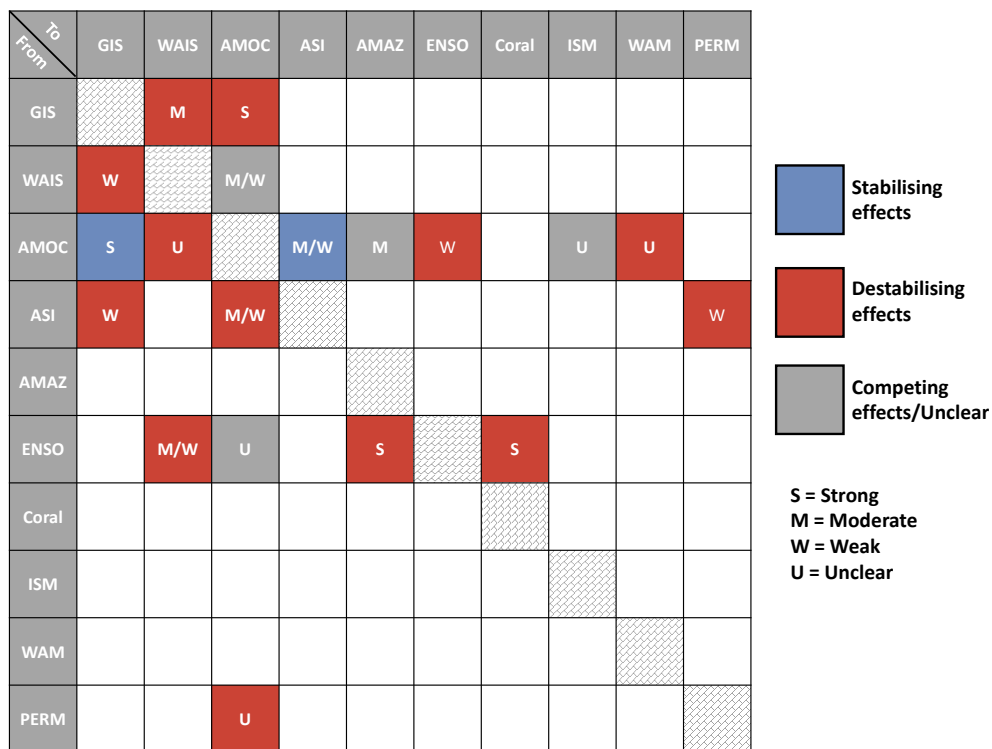 To
From
GIS WAIS AMOC ASI AMAZ ENSO Coral ISM WAM PERM
GIS M S
WAIS W M/W
AMOC S U M/W M W U U
ASI W M/W W
AMAZ
ENSO M/W U S S
Coral
ISM
WAM
PERM U
Stabilising
effects
Destabilising
effects
Competing
effects/Unclear
S = Strong
M = Moderate
W = Weak
U = Unclear